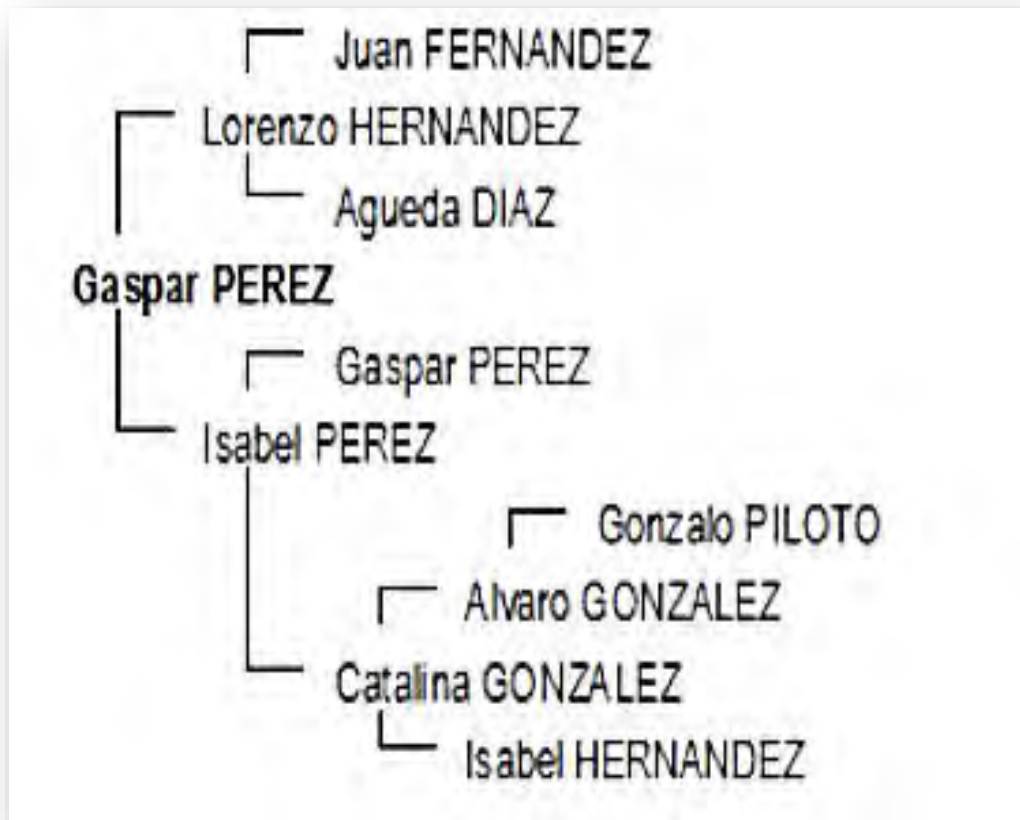 Juan FERNANDEZ
Lorenzo HERNANDEZ
Agueda DIAZ
Gaspar PEREZ
Gaspar PEREZ
Isabel PEREZ
Gonzalo PILOTO
Alvaro GONZALEZ
Catalina GONZALEZ
Isabel HERNANDEZ